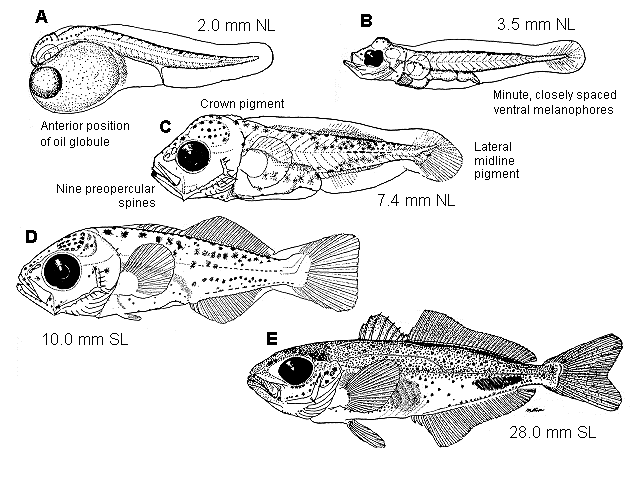 A
2.0 mm NL
B
3.5 mm NL
Anterior position
of oil globule
Crown pigment
Minute, closely spaced
ventral melanophores
C
Lateral
midline
pigment
Nine preopercular
spines
7.4 mm NL
D
10.0 mm SL
E
28.0 mm SL